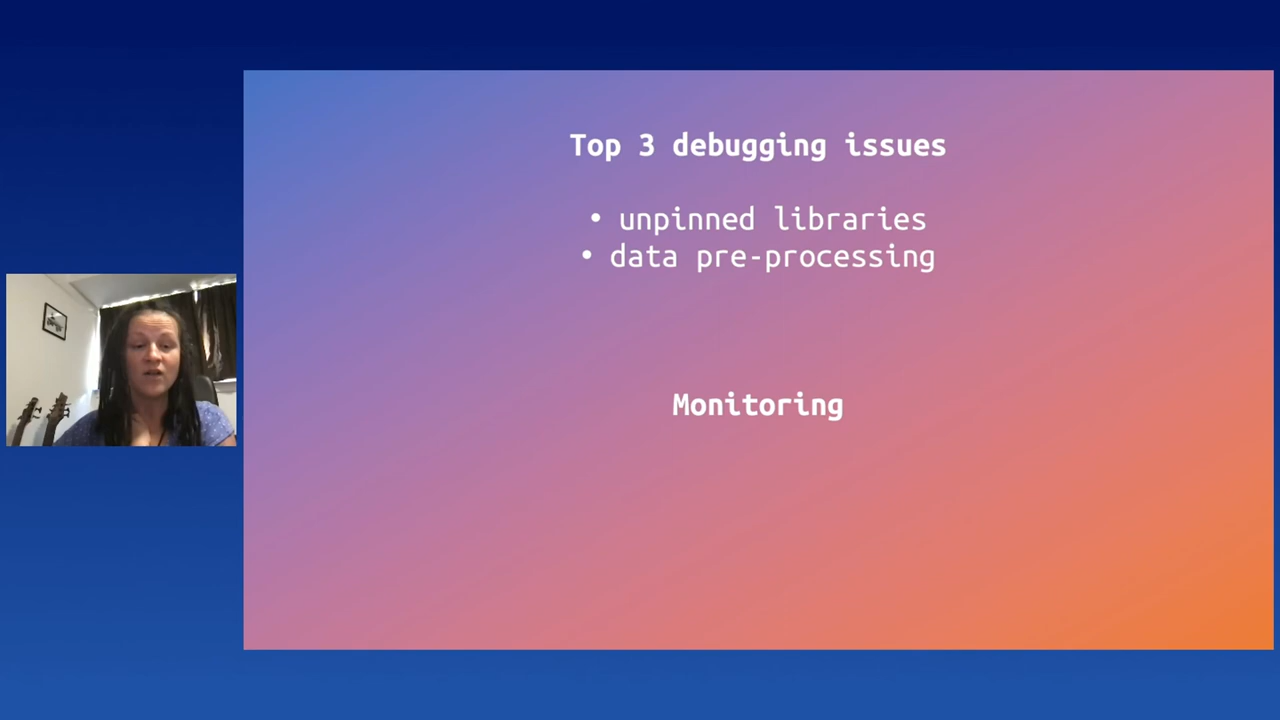 Top 3 debugging issues
• unpinned libraries
• data pre-processing
Monitoring